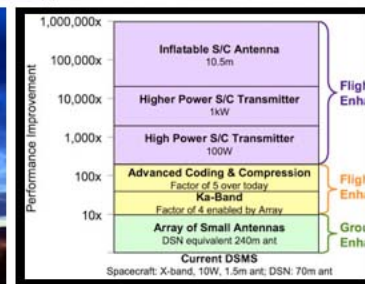 1,000,000x
100,000x
10,000x
1,000x
100x
10x
Performance Improvement
Inflatable S/C Antenna
10.5m
Higher Power S/C Transmitter
1kW
High Power S/C Transmitter
100W
Advanced Coding & Compression
Factor of 5 over today
Ka-Band
Factor of 4 enabled by Array
Array of Small Antennas
DSN equivalent 240m ant
Current DSMS
Spacecraft: X-band, 10W, 1.5m ant; DSN: 70m ant